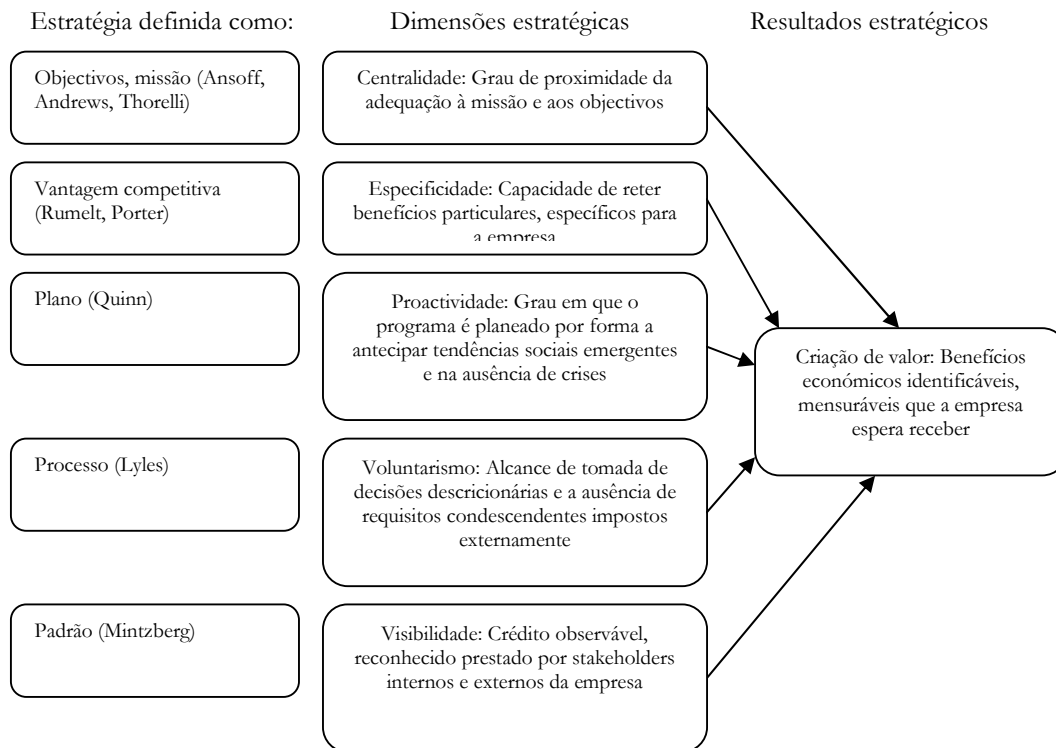 Estratégia definida como:
Dimensões estratégicas
Resultados estratégicos
Objectivos, missão (Ansoff,
Andrews, Thorelli)
Centralidade: Grau de proximidade da
adequação à missão e aos objectivos
Vantagem competitiva
(Rumelt, Porter)
Especificidade: Capacidade de reter
benefícios particulares, específicos para
a empresa
Plano (Quinn)
Proactividade: Grau em que o
programa é planeado por forma a
antecipar tendências sociais emergentes
e na ausência de crises
Criação de valor: Benefícios
económicos identificáveis,
mensuráveis que a empresa
espera receber
Processo (Lyles)
Voluntarismo: Alcance de tomada de
decisões descricionárias e a ausência de
requisitos condescendentes impostos
externamente
Padrão (Mintzberg)
Visibilidade: Crédito observável,
reconhecido prestado por stakeholders
internos e externos da empresa